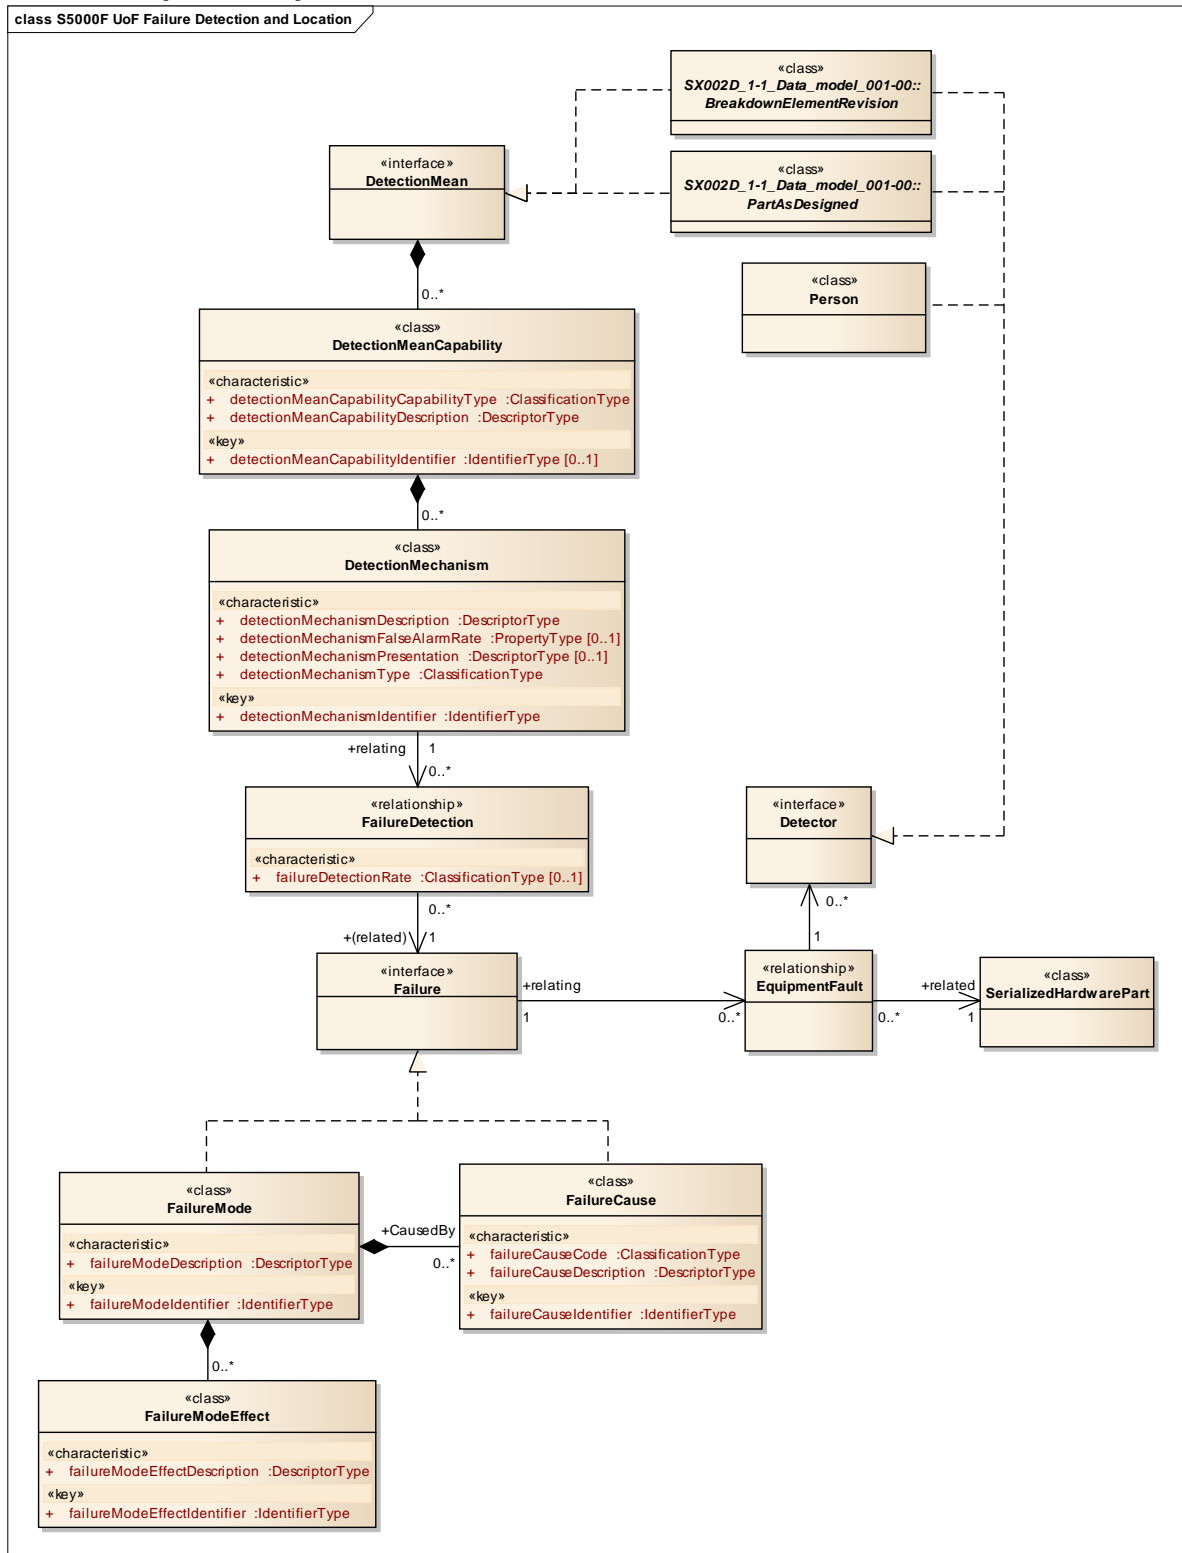 class S5000F UoF Failure Detection and Location
«class»
SX002D_1-1_Data_model_001-00::
BreakdownElementRevision
«interface»
DetectionMean
«class»
SX002D_1-1_Data_model_001-00::
PartAsDesigned
«class»
Person
0..*
«class»
DetectionMeanCapability
«characteristic»
+ detectionMeanCapabilityCapabilityType :ClassificationType
+ detectionMeanCapabilityDescription :DescriptorType
«key»
+ detectionMeanCapabilityIdentifier :IdentifierType [0..1]
0..*
«class»
DetectionMechanism
«characteristic»
+ detectionMechanismDescription :DescriptorType
+ detectionMechanismFalseAlarmRate :PropertyType [0..1]
+ detectionMechanismPresentation :DescriptorType [0..1]
+ detectionMechanismType :ClassificationType
«key»
+ detectionMechanismIdentifier :IdentifierType
+relating 1
0..*
«relationship»
FailureDetection
«characteristic»
+ failureDetectionRate :ClassificationType [0..1]
«interface»
Detector
0..*
+(related) 1
0..*
1
«interface»
Failure
+relating
1
0..*
«relationship»
EquipmentFault
+related
0..*
1
«class»
SerializedHardwarePart
«class»
FailureMode
«characteristic»
+ failureModeDescription :DescriptorType
«key»
+ failureModeIdentifier :IdentifierType
+CausedBy
0..*
«class»
FailureCause
«characteristic»
+ failureCauseCode :ClassificationType
+ failureCauseDescription :DescriptorType
«key»
+ failureCauseIdentifier :IdentifierType
0..*
«class»
FailureModeEffect
«characteristic»
+ failureModeEffectDescription :DescriptorType
«key»
+ failureModeEffectIdentifier :IdentifierType